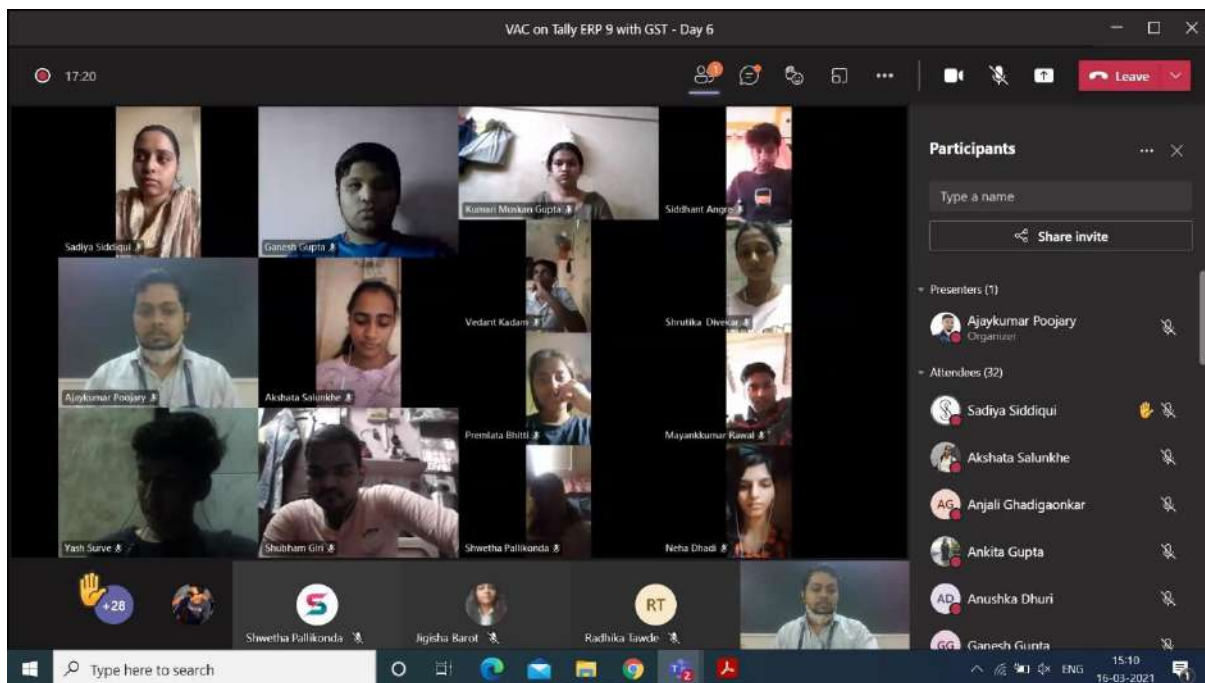 VAC on Tally ERP 9 with GST - Day 6
17:20
1
Leave
Sadiya Siddiqui
Ganesh Gupta
Kumari Moskan Gupta
Siddhant Angre
Vedant Kadam
Shrutika Divekar
Ajaykumar Poojary
Akshata Salunkhe
Premlata Bhitti
Mayankkumar Rawal
Yash Surve
Shubham Giri
Shwetha Pallikonda
Neha Dhadi
+28
S
Shwetha Pallikonda
Jigisha Barot
RT
Radhika Tawde
Participants
Type a name
Share invite
Presenters (1)
Ajaykumar Poojary
Organizer
Attendees (32)
Sadiya Siddiqui
Akshata Salunkhe
AG
Anjali Ghadigaonkar
Ankita Gupta
AD
Anushka Dhuri
GG
Ganesh Gupta
Type here to search
2
ENG
15:10
16-03-2021
1